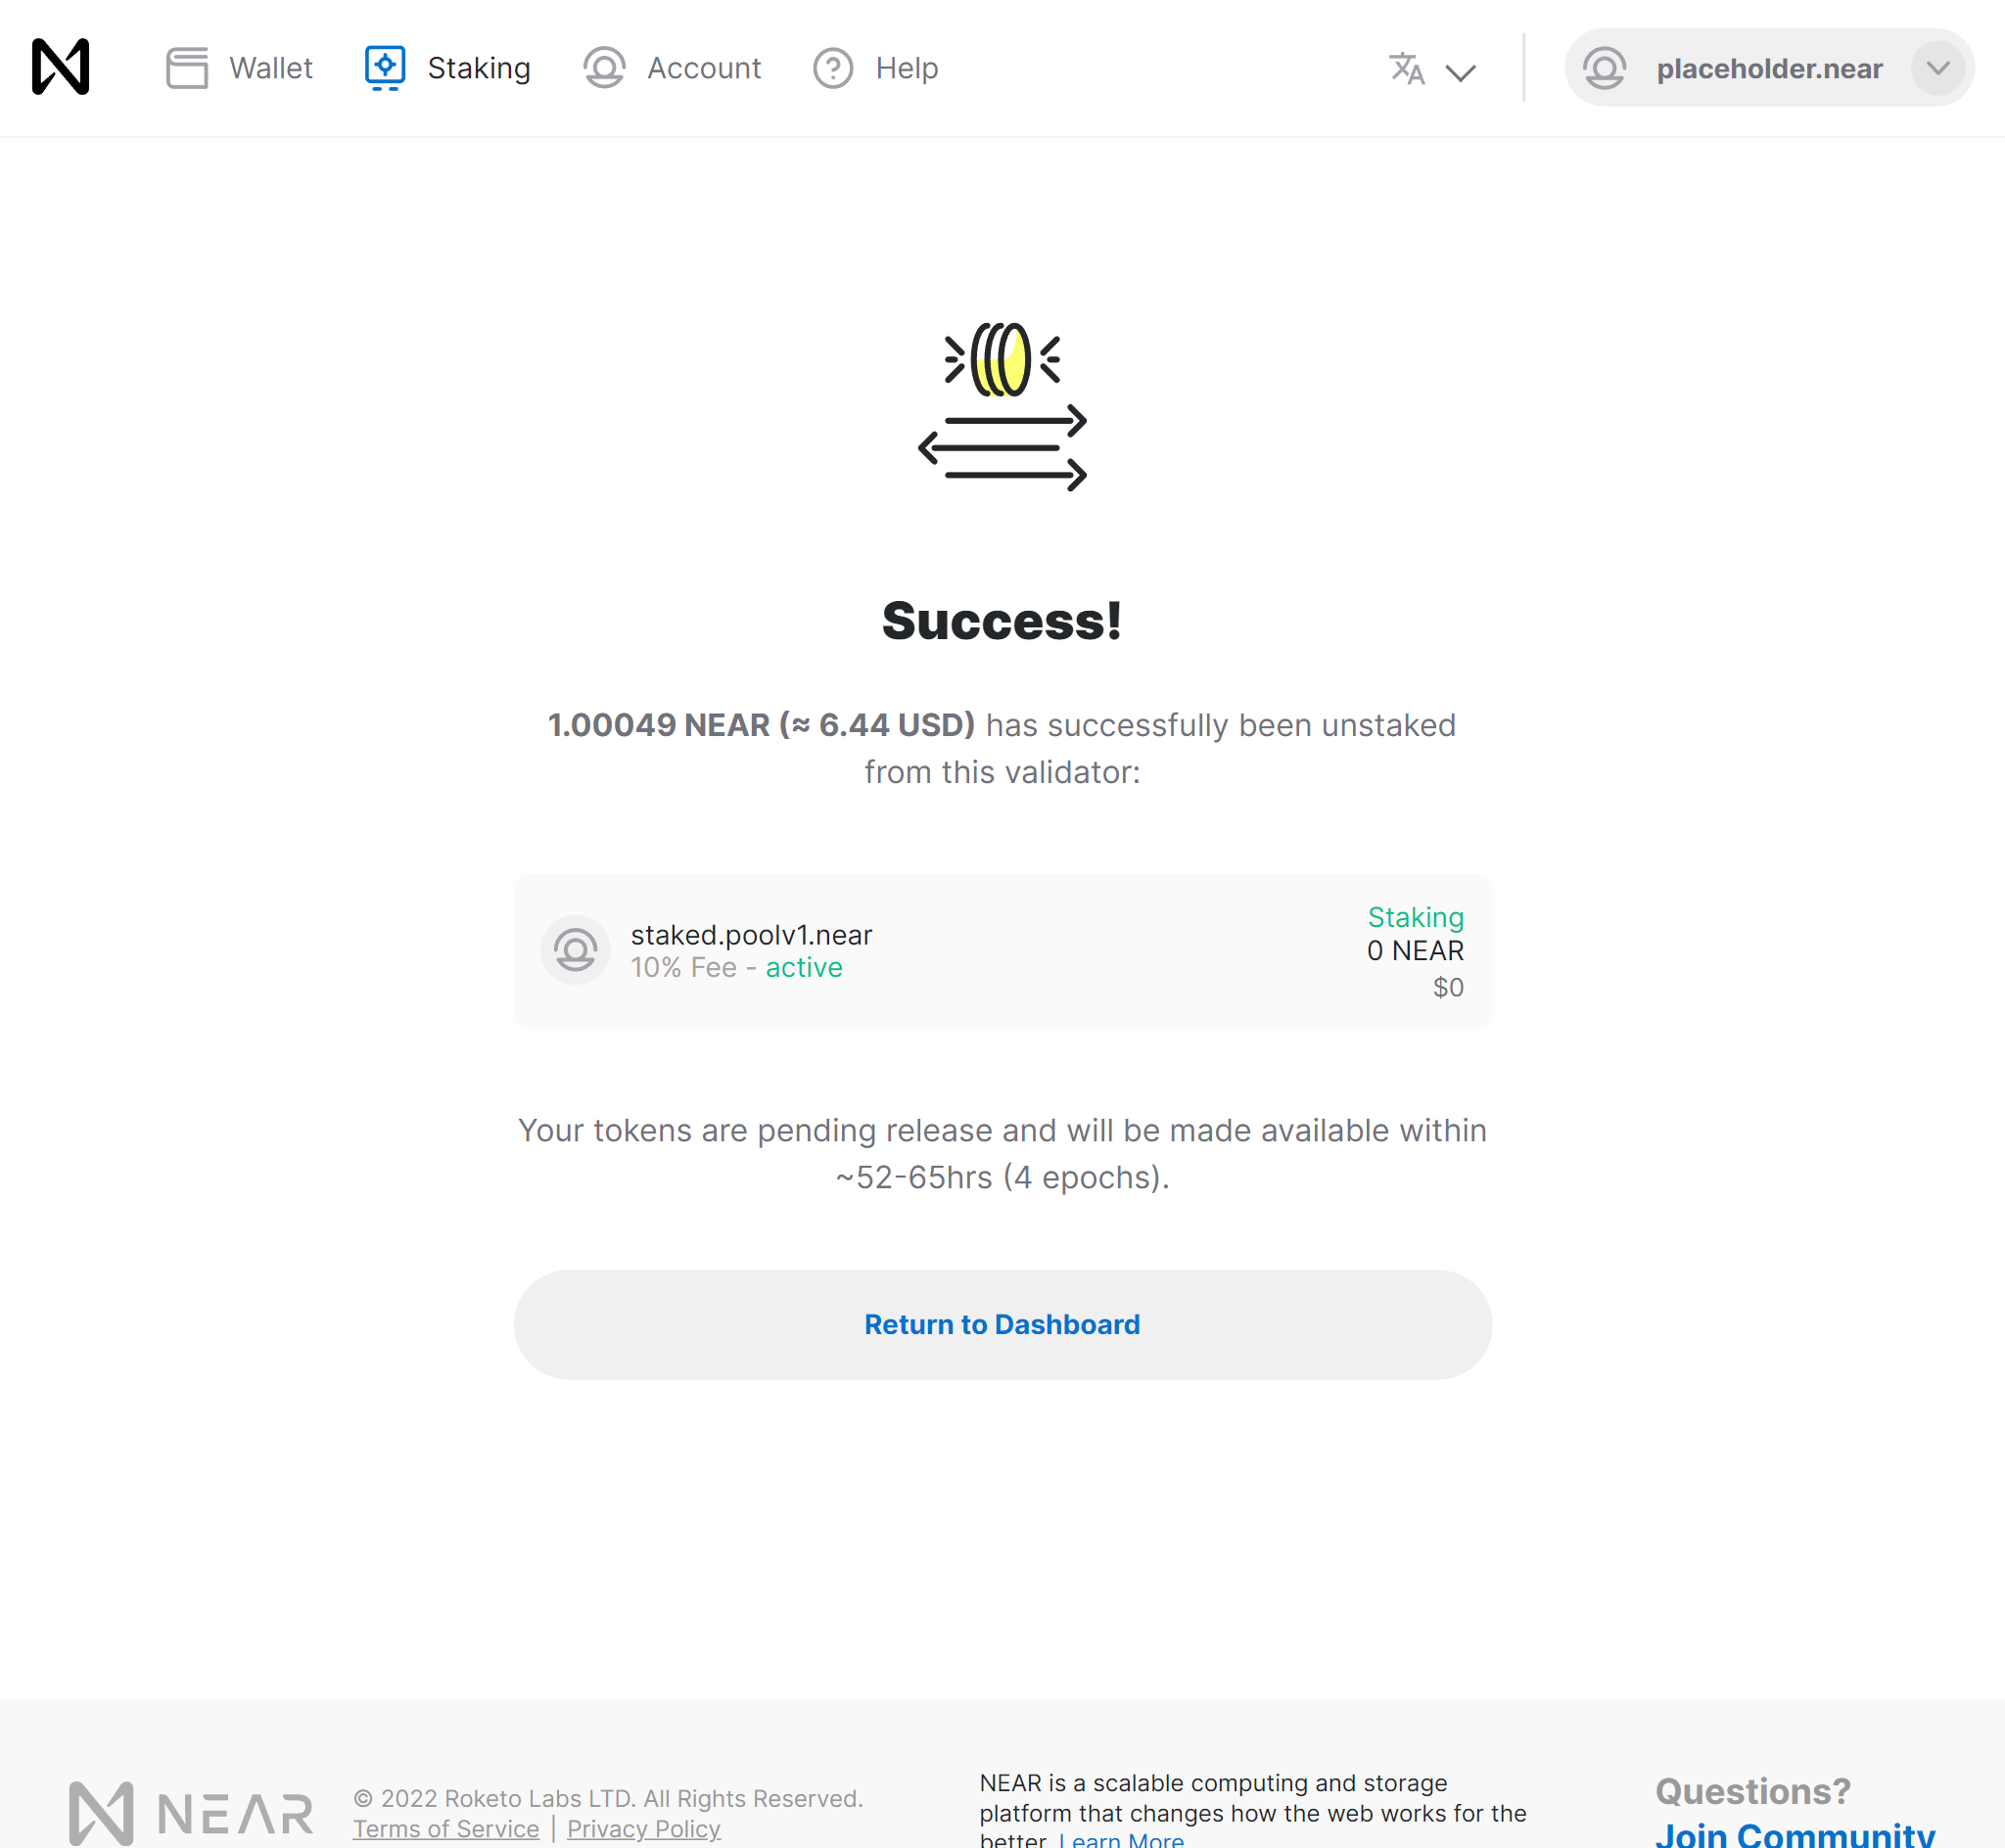 Wallet
Staking
Account
Help
placeholder.near
Success!
1.00049 NEAR (≈ 6.44 USD) has successfully been unstaked
from this validator:
staked.poolv1.near
10% Fee - active
Staking
0 NEAR
$0
Your tokens are pending release and will be made available within
~52-65hrs (4 epochs).
Return to Dashboard
NEAR
© 2022 Roketo Labs LTD. All Rights Reserved.
Terms of Service | Privacy Policy
NEAR is a scalable computing and storage
platform that changes how the web works for the
better. Learn More
Questions?
Join Community